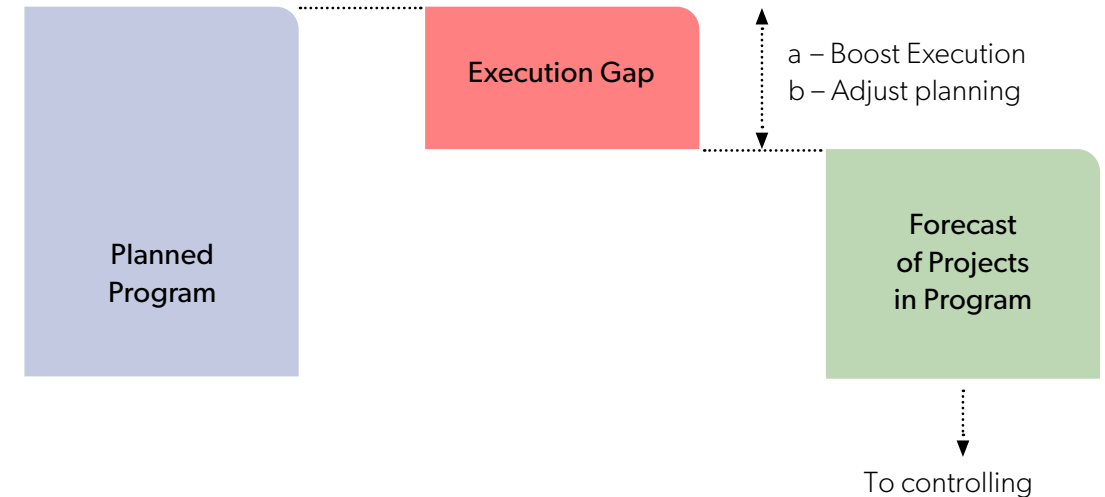 Execution Gap
a – Boost Execution
b – Adjust planning
Planned
Program
Forecast
of Projects
in Program
To controlling